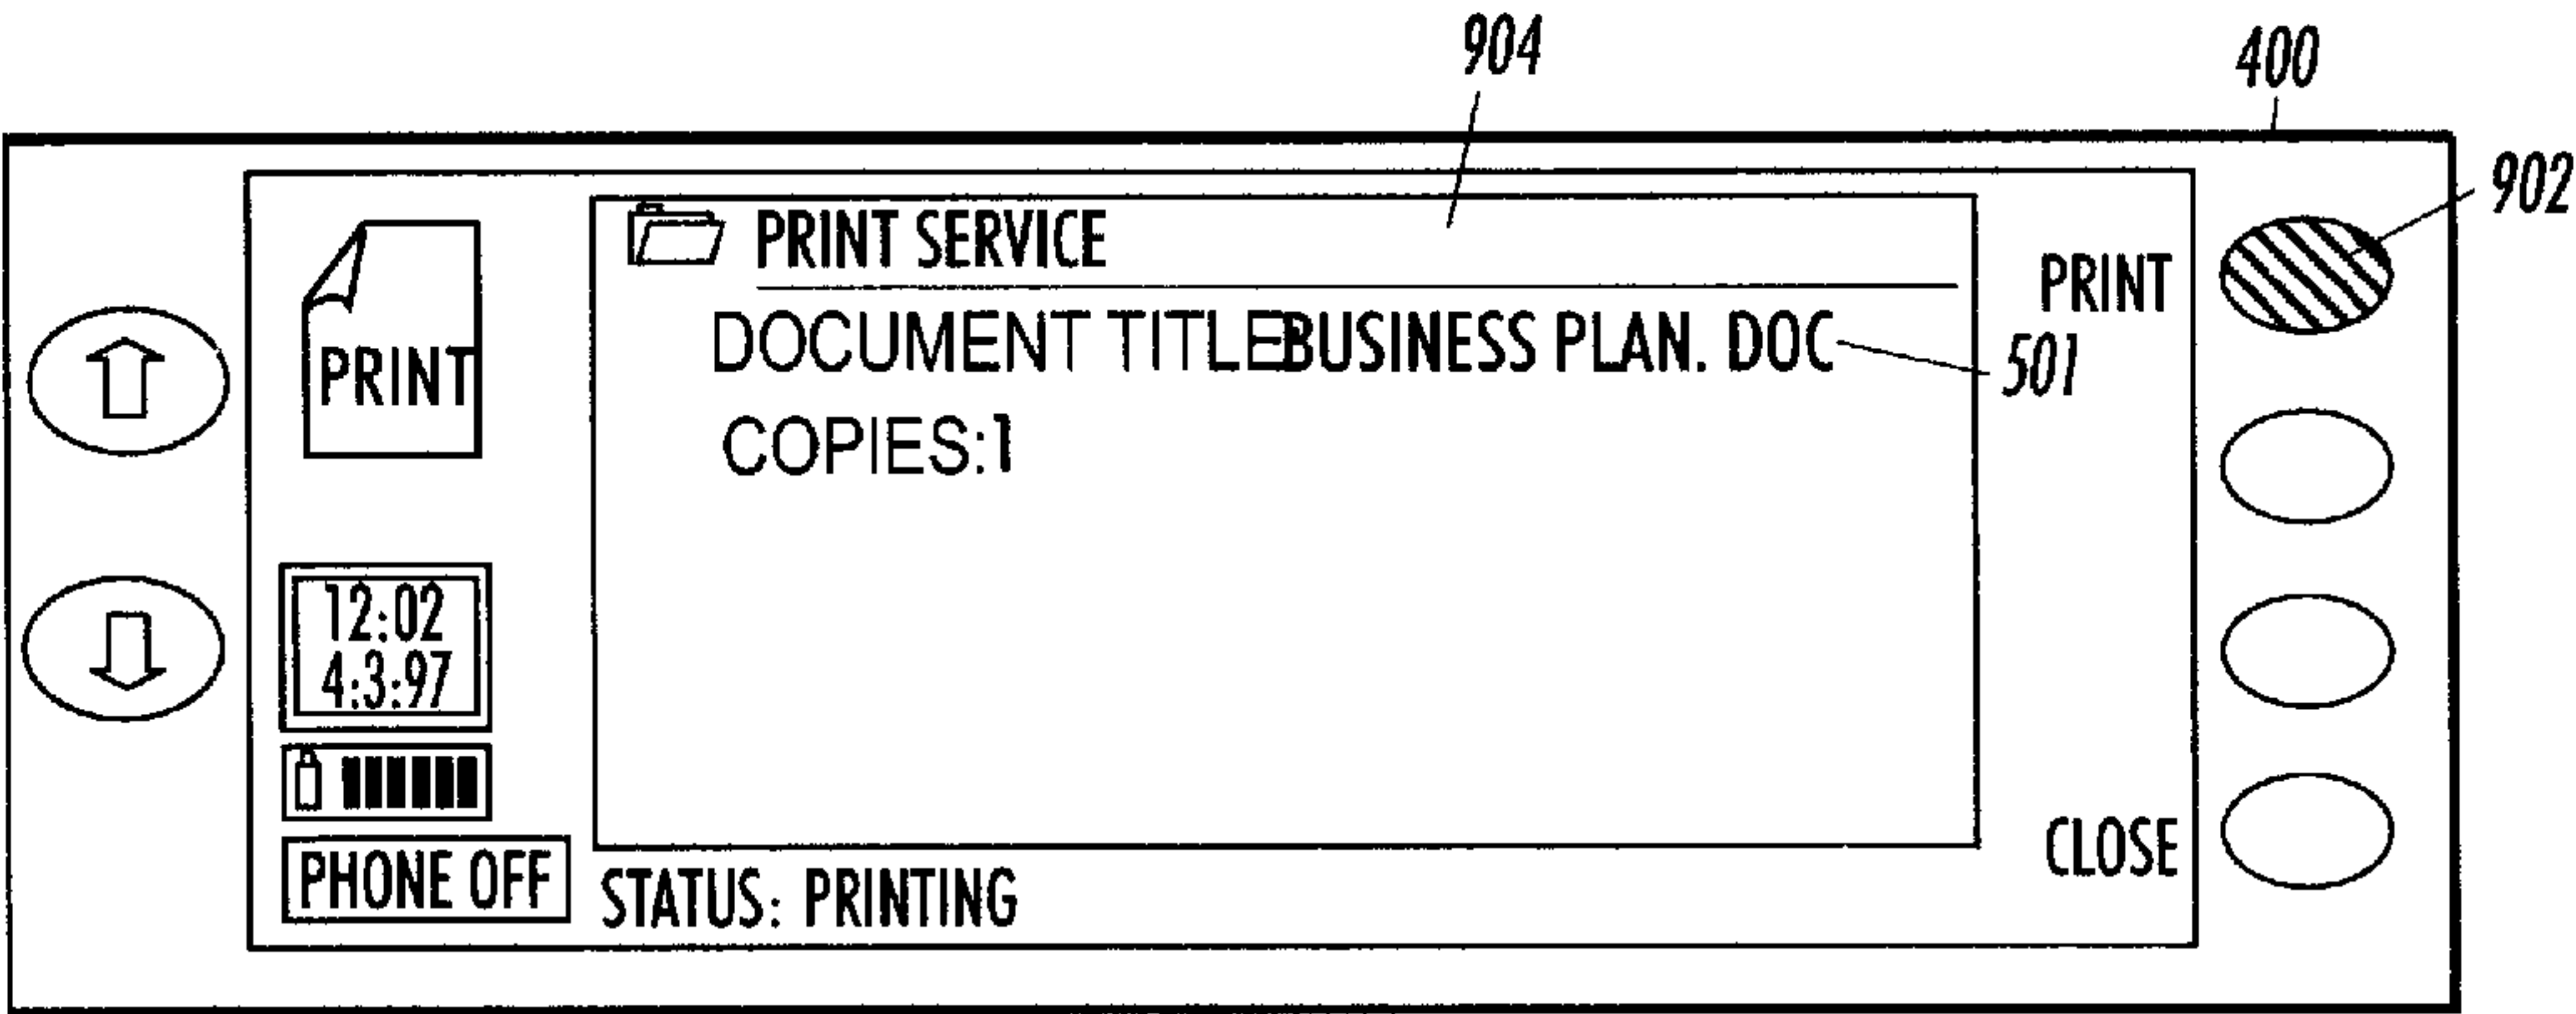 904
400
902
PRINT SERVICE
PRINT
DOCUMENT TITLE:BUSINESS PLAN. DOC
501
PRINT
COPIES:1
12:02
4:3:97
CLOSE
PHONE OFF
STATUS: PRINTING